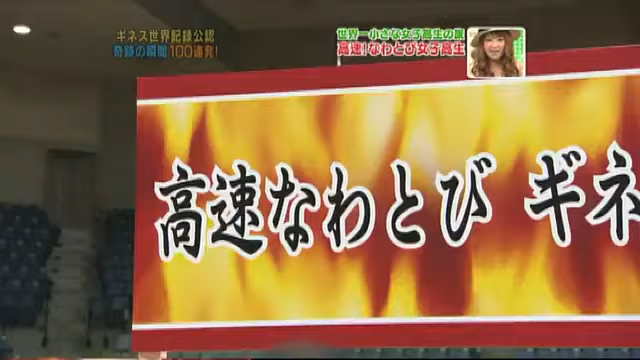 ギネス世界記録公認
奇跡の瞬間100連発!
世界一小さな女子高生の涙
高速!なわとび女子高生
高速なわとび ギネ